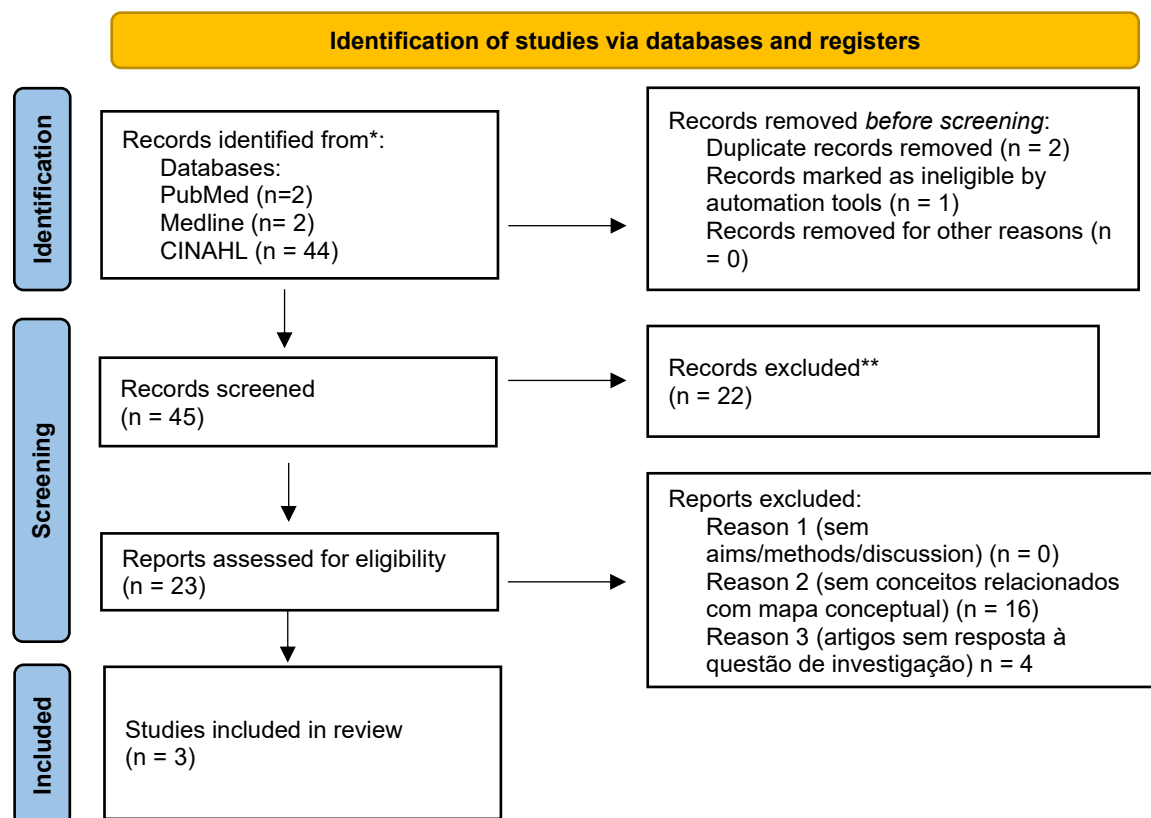 Identification of studies via databases and registers
Identification
Records identified from*:
Databases:
PubMed (n=2)
Medline (n= 2)
CINAHL (n = 44)
Records removed before screening:
Duplicate records removed (n = 2)
Records marked as ineligible by
automation tools (n = 1)
Records removed for other reasons (n
= 0)
Screening
Records screened
(n = 45)
Records excluded**
(n = 22)
Reports assessed for eligibility
(n = 23)
Reports excluded:
Reason 1 (sem
aims/methods/discussion) (n = 0)
Reason 2 (sem conceitos relacionados
com mapa conceptual) (n = 16)
Reason 3 (artigos sem resposta à
questão de investigação) n = 4
Included
Studies included in review
(n = 3)